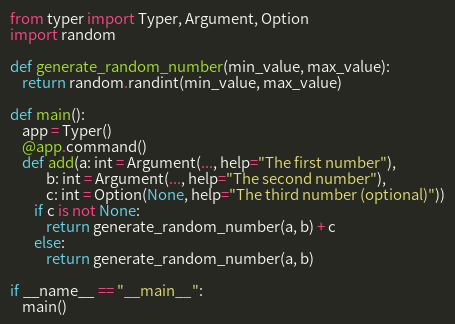 from typer import Typer, Argument, Option
import random

def generate_random_number(min_value, max_value):
    return random.randint(min_value, max_value)

def main():
    app = Typer()
    @app.command()
    def add(a: int = Argument(..., help="The first number"),
            b: int = Argument(..., help="The second number"),
            c: int = Option(None, help="The third number (optional)"))
        if c is not None:
            return generate_random_number(a, b) + c
        else:
            return generate_random_number(a, b)

if __name__ == "__main__":
    main()